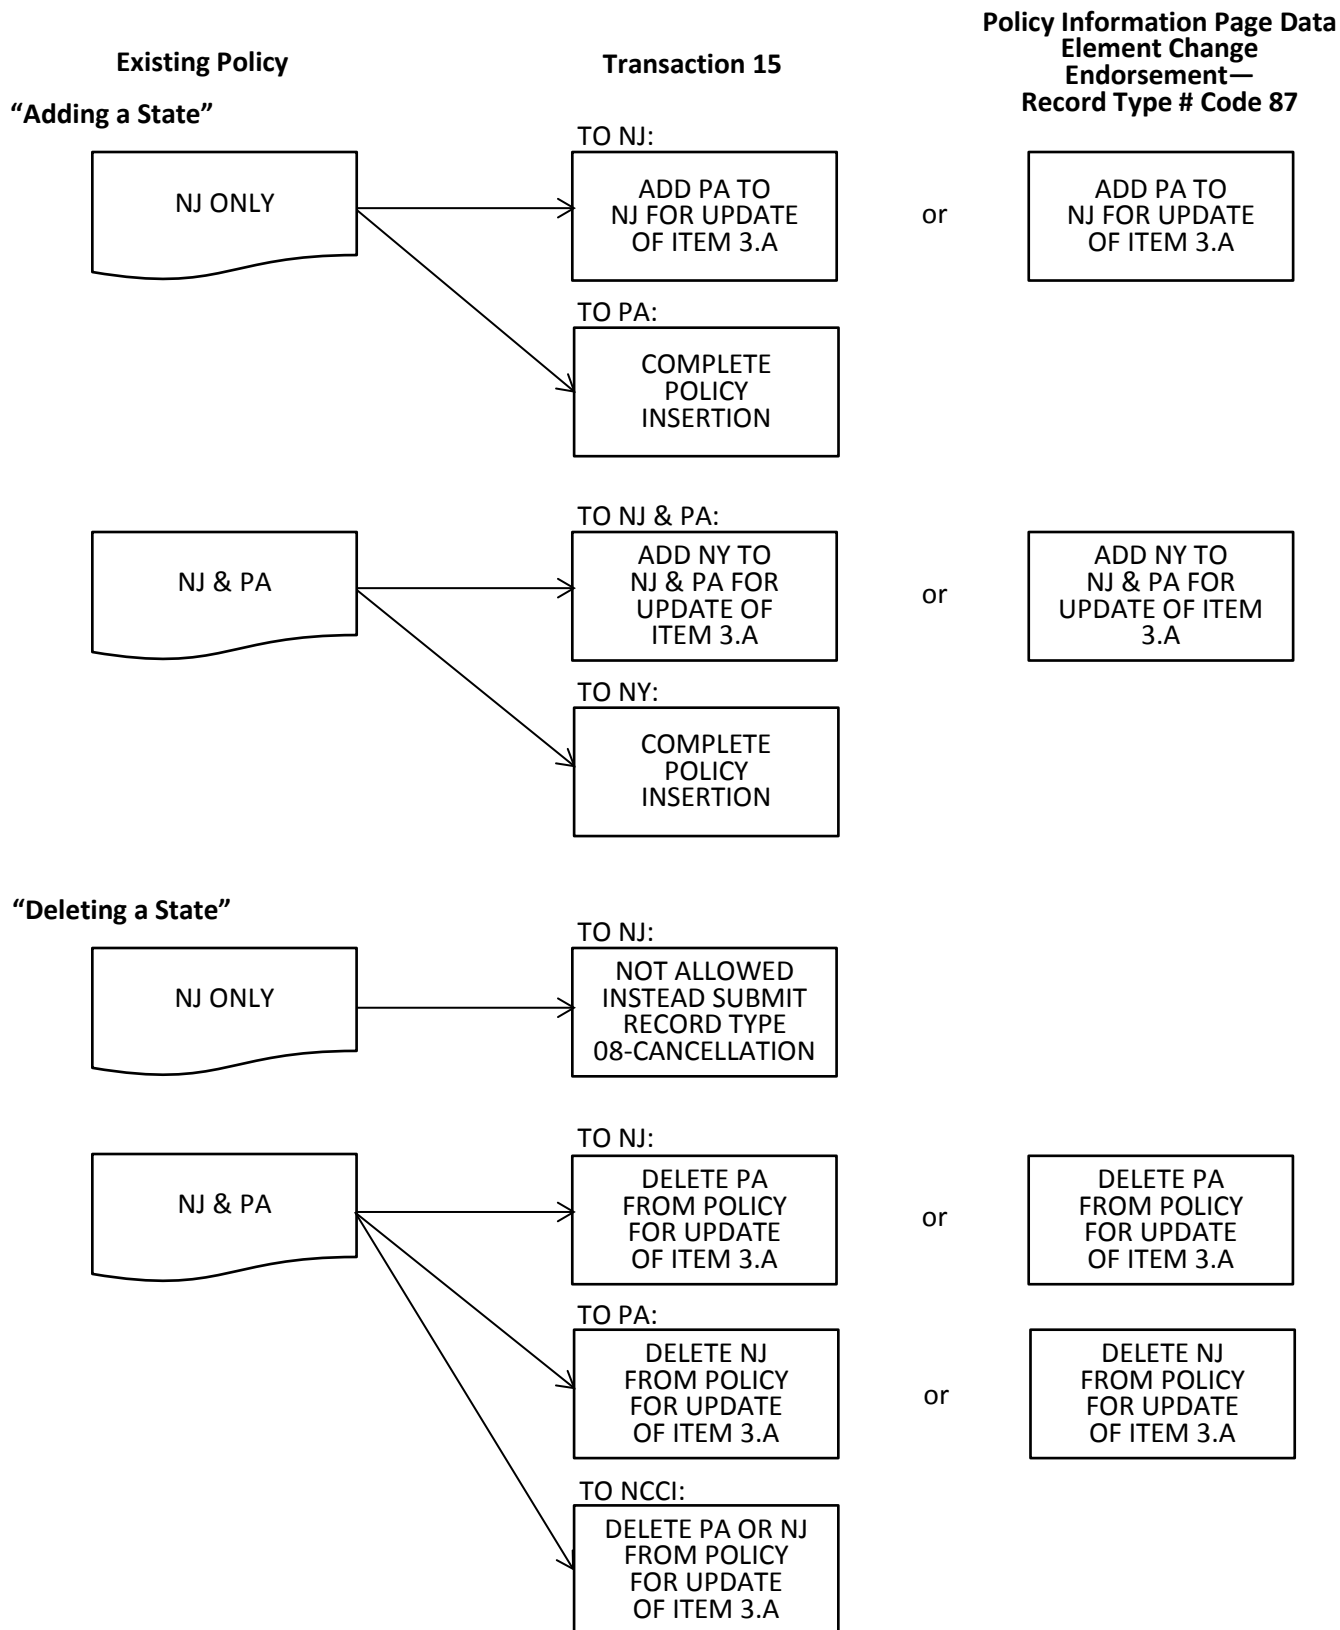 Existing Policy
Transaction 15
Policy Information Page Data
Element Change
Endorsement—
Record Type # Code 87
“Adding a State”
TO NJ:
NJ ONLY
ADD PA TO
NJ FOR UPDATE
OF ITEM 3.A
or
ADD PA TO
NJ FOR UPDATE
OF ITEM 3.A
TO PA:
COMPLETE
POLICY
INSERTION
TO NJ & PA:
NJ & PA
ADD NY TO
NJ & PA FOR
UPDATE OF
ITEM 3.A
or
ADD NY TO
NJ & PA FOR
UPDATE OF ITEM
3.A
TO NY:
COMPLETE
POLICY
INSERTION
“Deleting a State”
TO NJ:
NJ ONLY
NOT ALLOWED
INSTEAD SUBMIT
RECORD TYPE
08-CANCELLATION
TO NJ:
NJ & PA
DELETE PA
FROM POLICY
FOR UPDATE
OF ITEM 3.A
or
DELETE PA
FROM POLICY
FOR UPDATE
OF ITEM 3.A
TO PA:
DELETE NJ
FROM POLICY
FOR UPDATE
OF ITEM 3.A
or
DELETE NJ
FROM POLICY
FOR UPDATE
OF ITEM 3.A
TO NCCI:
DELETE PA OR NJ
FROM POLICY
FOR UPDATE
OF ITEM 3.A